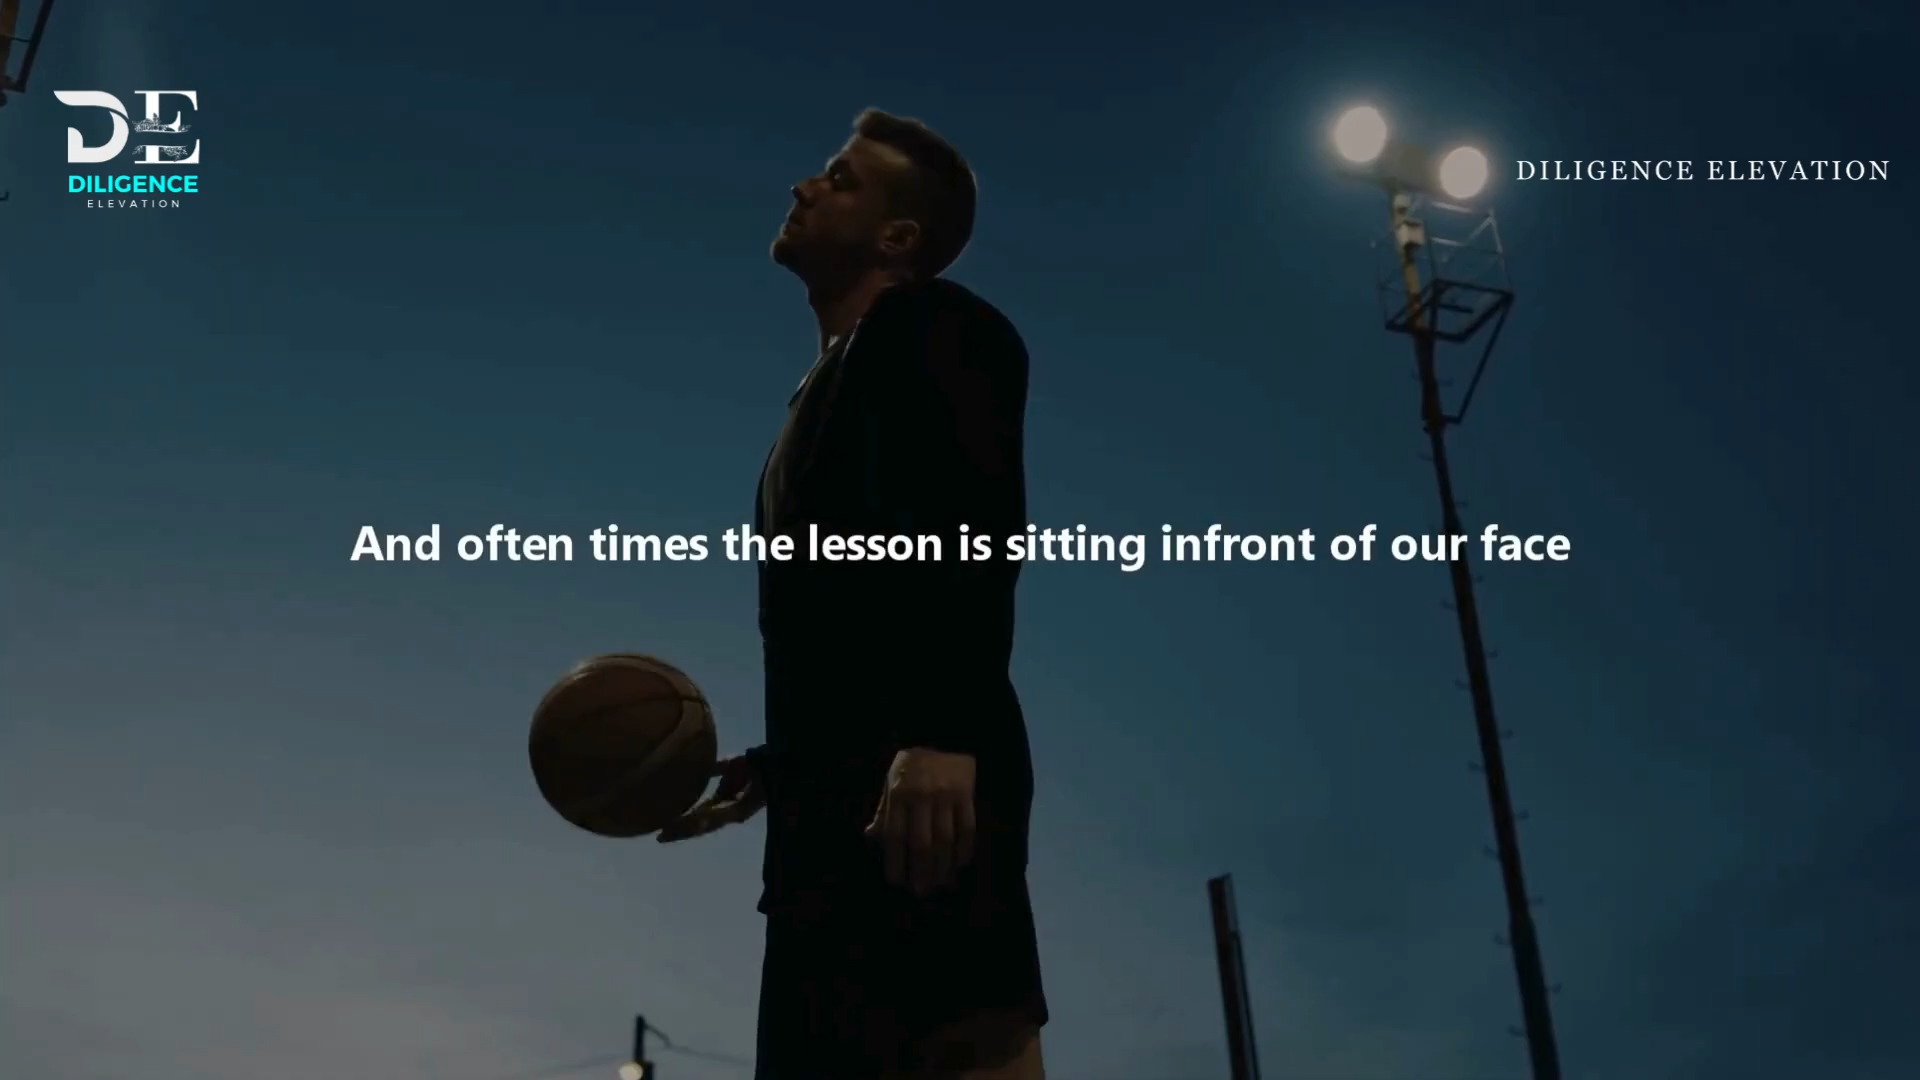 DE
DILIGENCE
ELEVATION
DILIGENCE ELEVATION
And often times the lesson is sitting infront of our face